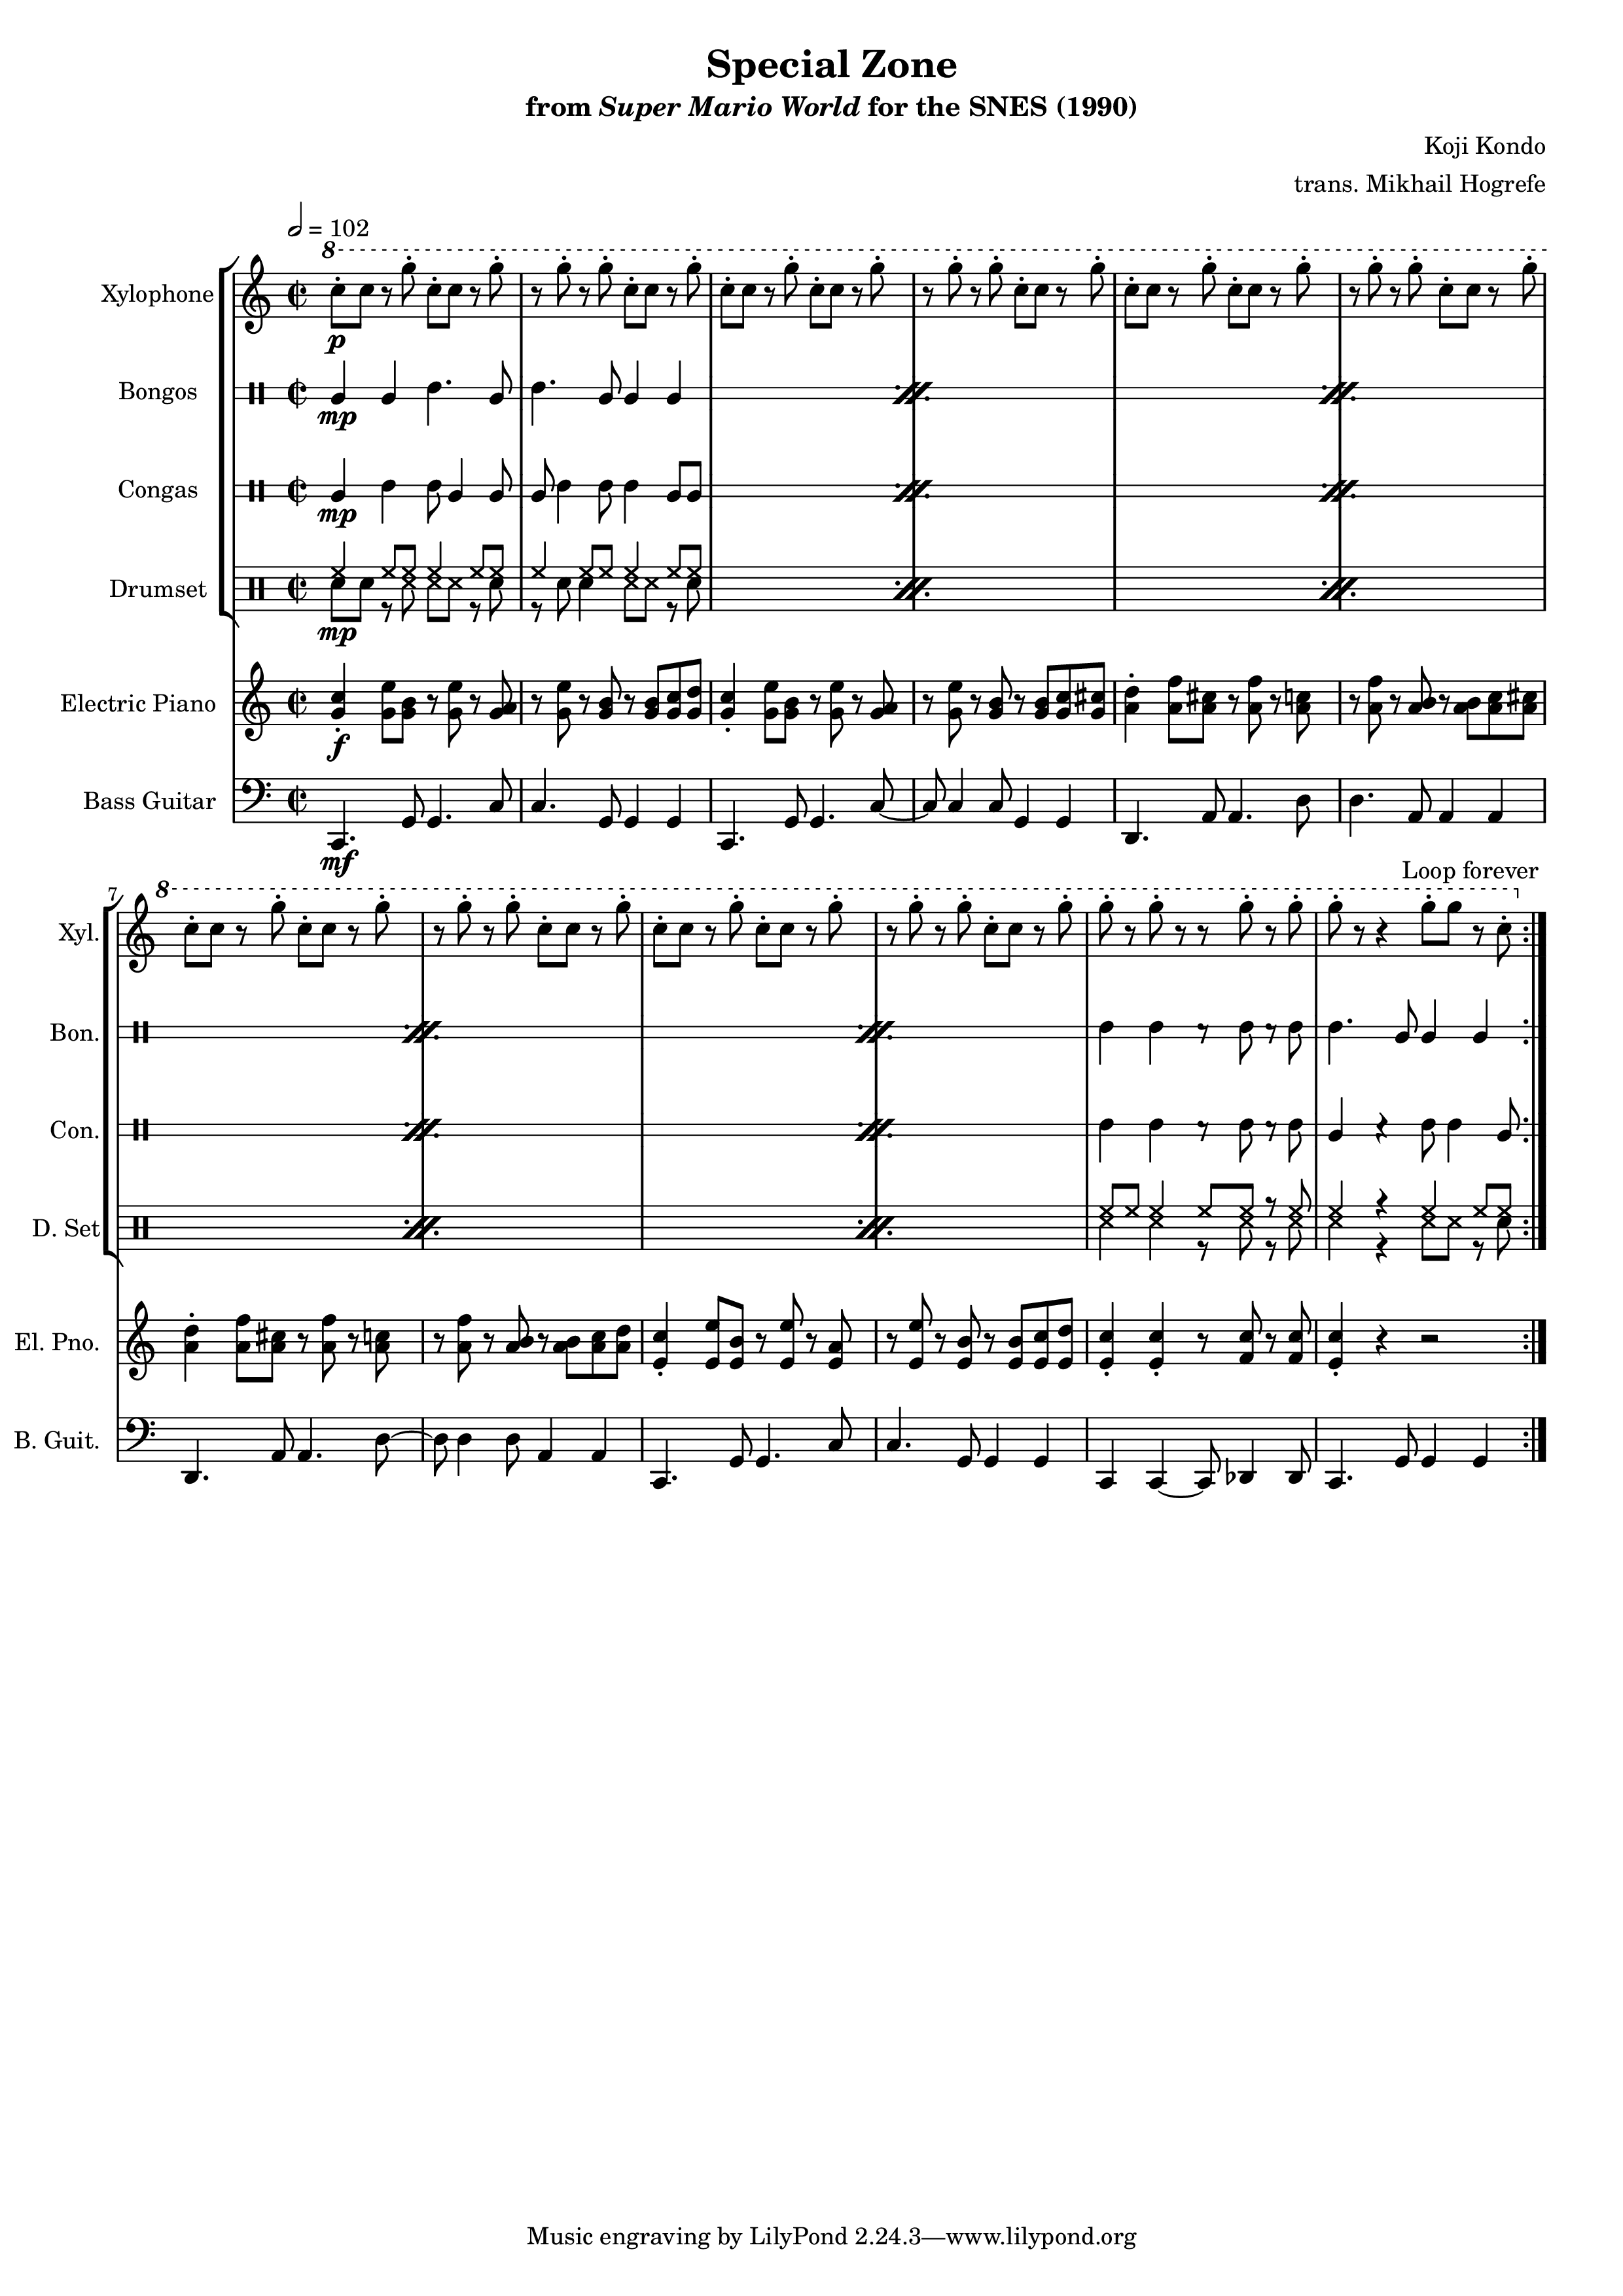 Special Zone
from Super Mario World for the SNES (1990)
Koji Kondo
trans. Mikhail Hogrefe
= 102
8
Xylophone
p
Bongos
mp
Congas
mp
Drumset
mp
Electric Piano
f
Bass Guitar
mf
Loop forever
7
8
Xyl.
Bon.
Con.
D. Set
El. Pno.
B. Guit.
Music engraving by LilyPond 2.24.3—www.lilypond.org